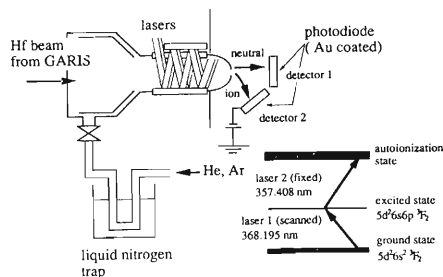 lasers
Hf beam
from GARIS
photodiode
( Au coated)
neutral
detector 1
ion
detector 2
He, Ar
liquid nitrogen
trap
autoionization
state
laser 2 (fixed)
357.408 nm
excited state
5d²6s6p ³F₂
laser 1 (scanned)
368.195 nm
ground state
5d²6s² ³F₂